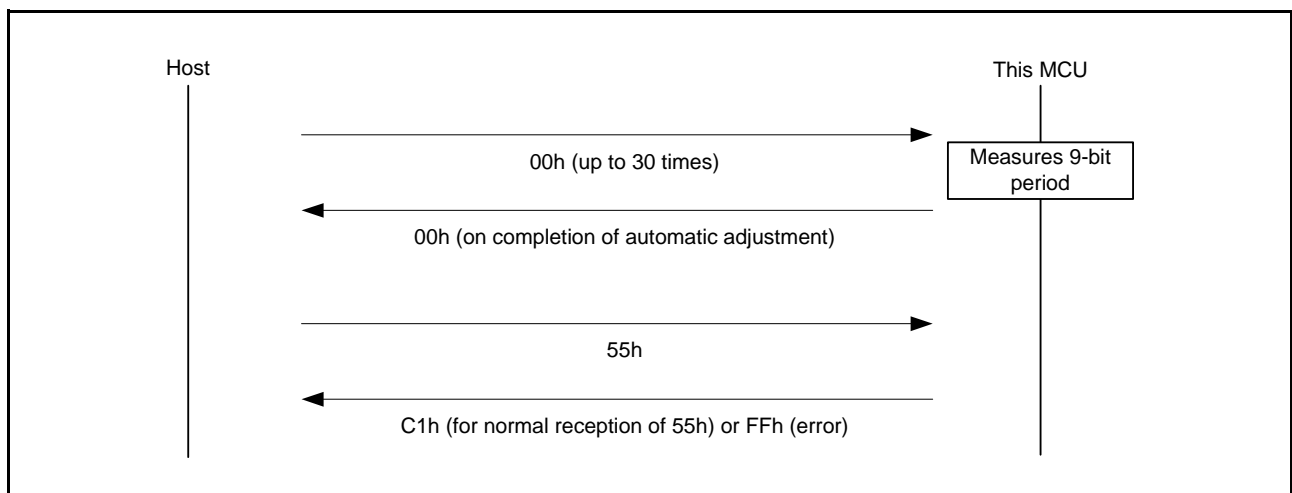 Host
This MCU
00h (up to 30 times)
Measures 9-bit
period
00h (on completion of automatic adjustment)
55h
C1h (for normal reception of 55h) or FFh (error)